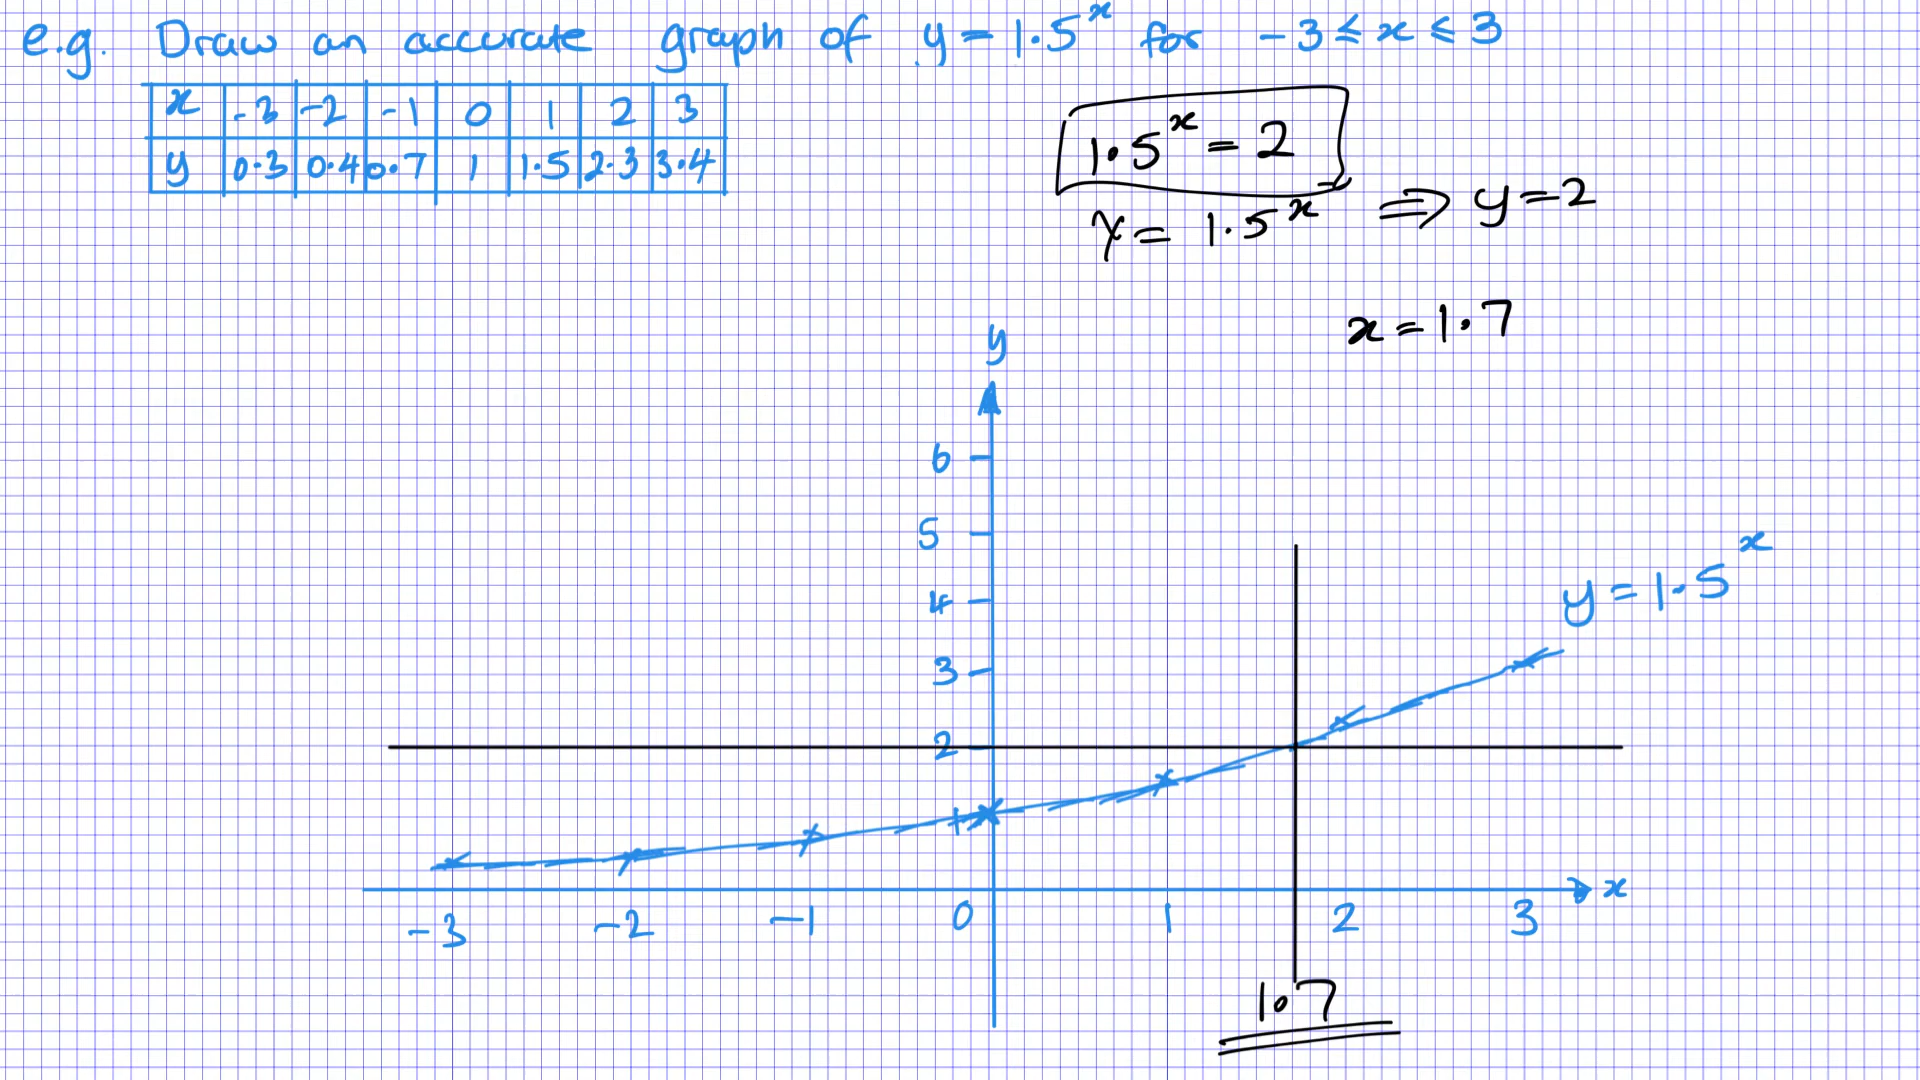 e.g. Draw an accurate graph of y = 1.5^x for -3 ≤ x ≤ 3
x -3 -2 -1 0 1 2 3
y 0.3 0.4 0.7 1 1.5 2.3 3.4
1.5^x = 2
y = 1.5^x ⇒ y = 2
x = 1.7
y
6
5
4
3
2
1
y = 1.5^x
-3 -2 -1 0 1 2 3 x
1.7